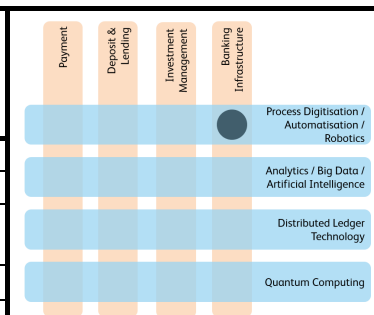 Payment
Deposit &
Lending
Investment
Management
Banking
Infrastructure
Process Digitisation /
Automatisation /
Robotics
Analytics / Big Data /
Artificial Intelligence
Distributed Ledger
Technology
Quantum Computing